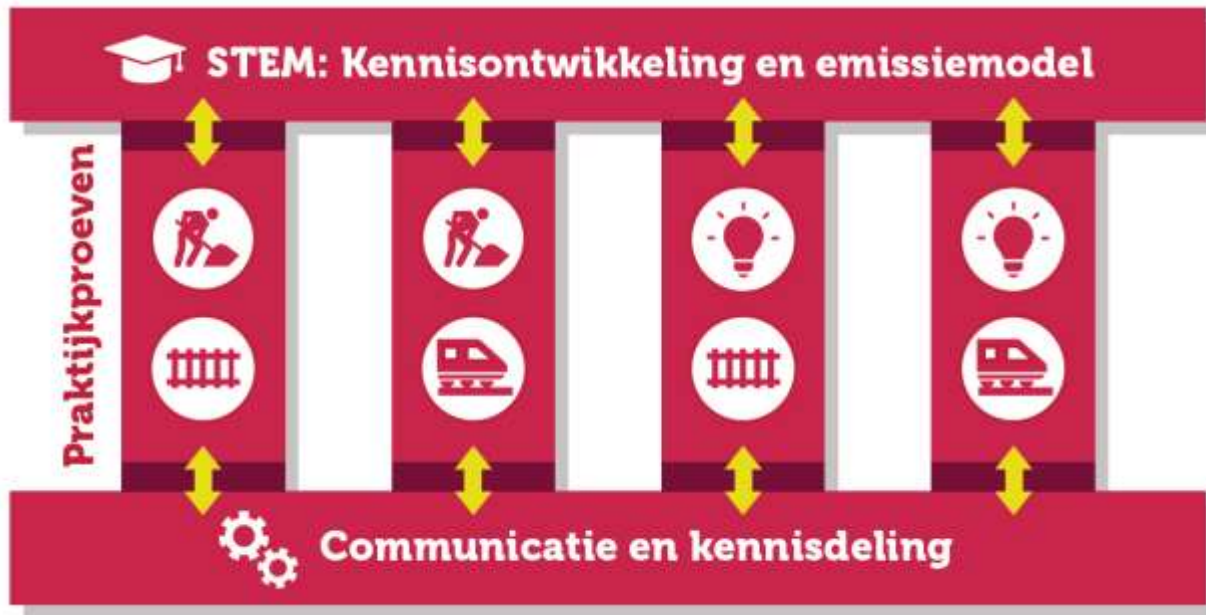 STEM: Kennisontwikkeling en emissiemodel
Praktijkproeven
Communicatie en kennisdeling